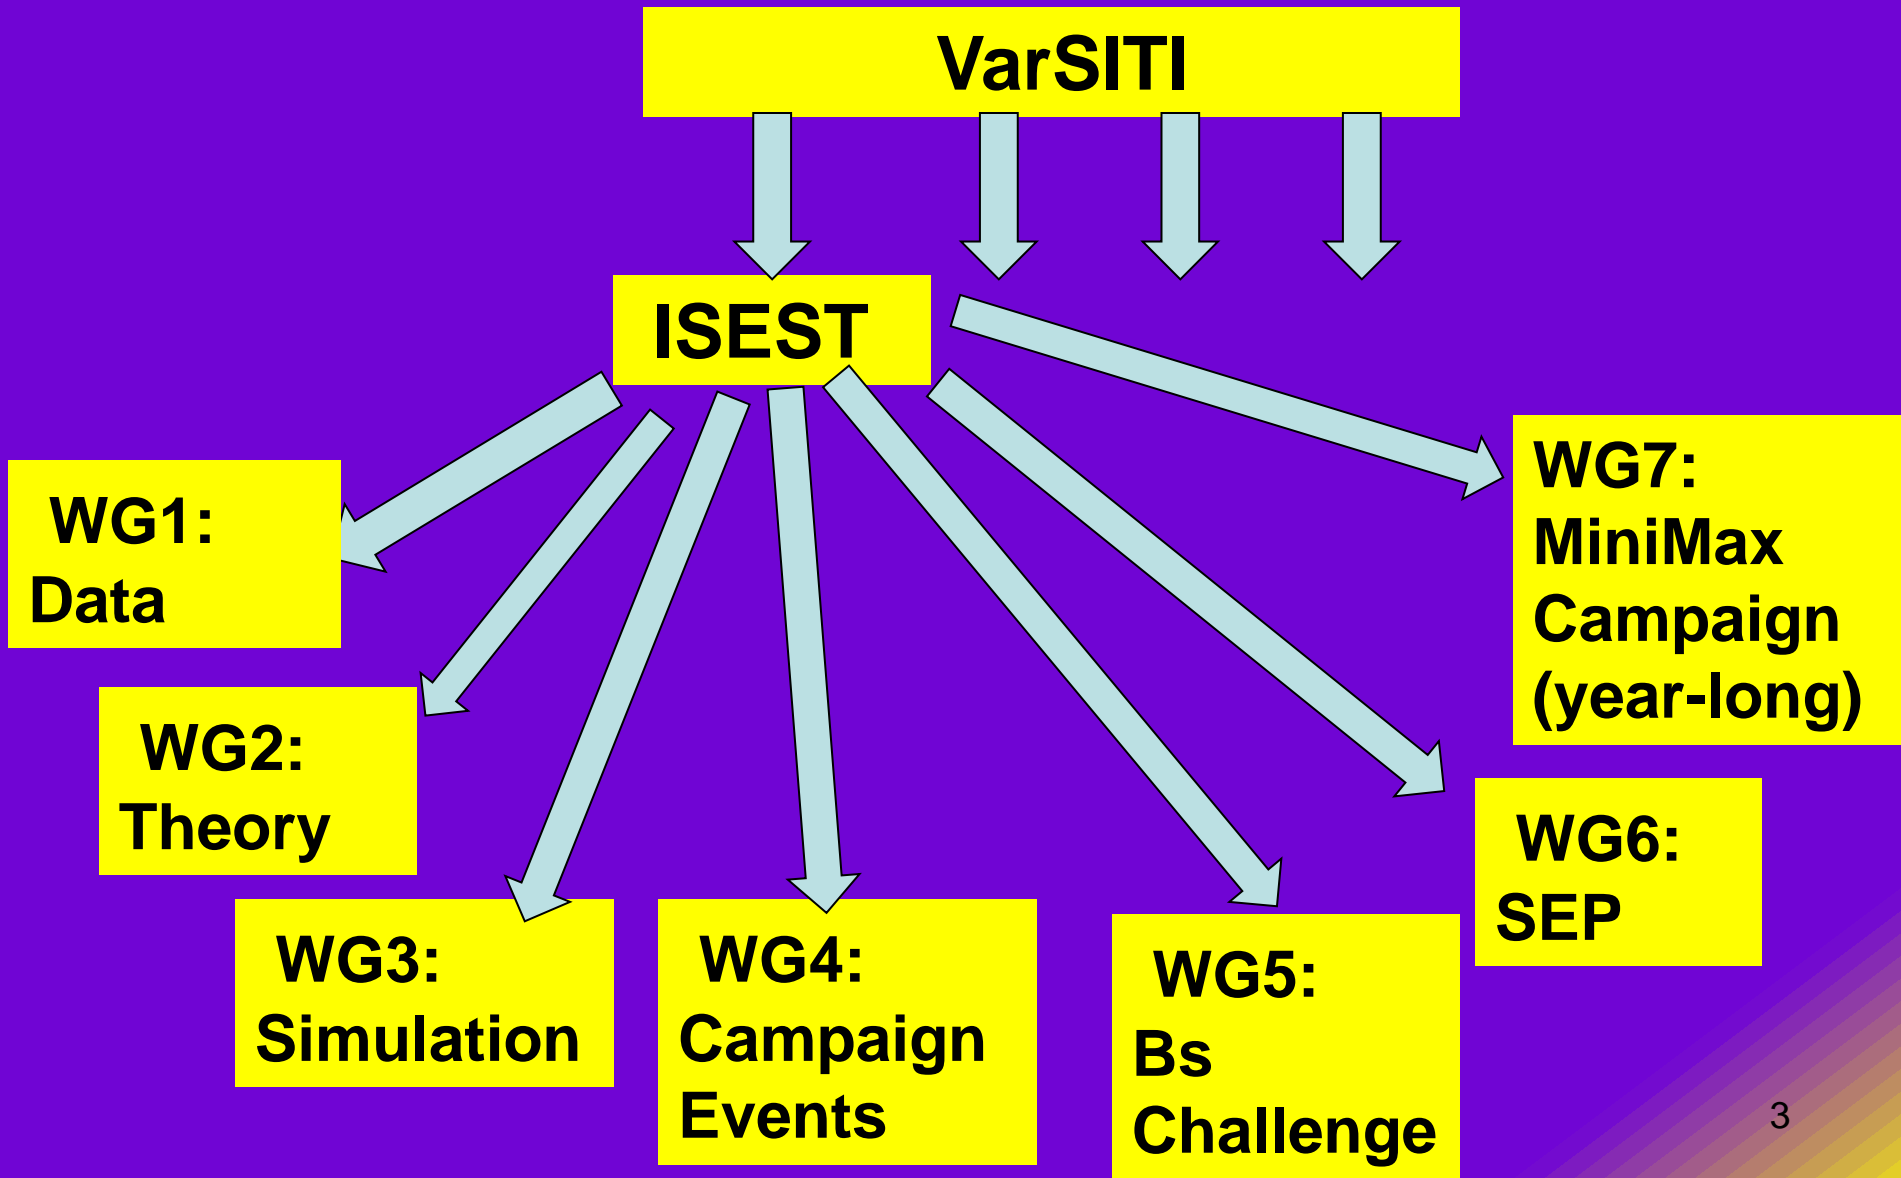 VarSITI
ISEST
WG1:
Data
WG2:
Theory
WG3:
Simulation
WG4:
Campaign
Events
WG5:
Bs
Challenge
WG6:
SEP
WG7:
MiniMax
Campaign
(year-long)
3